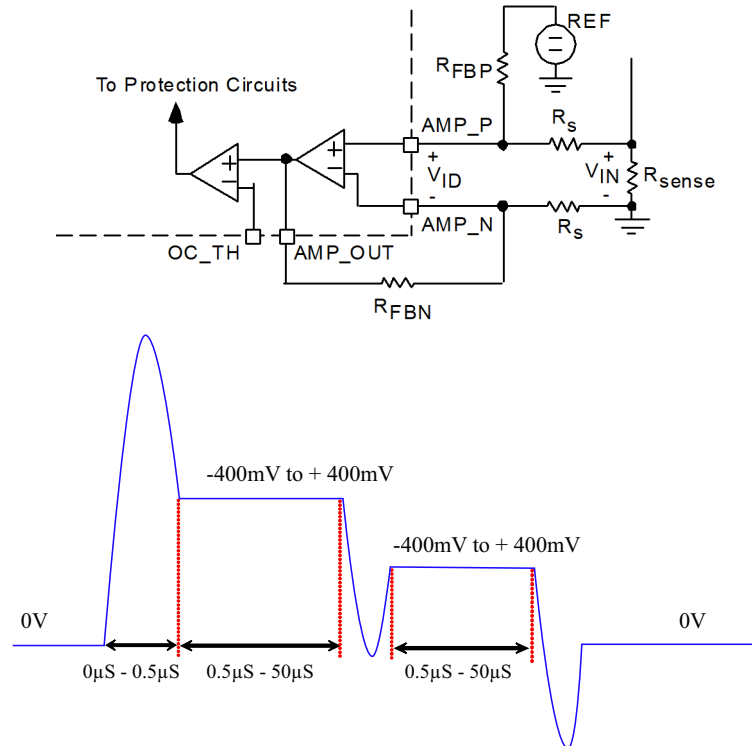 REF
RFBP
To Protection Circuits
AMP_P
Rs
+
VID
-
+
VIN
-
Rsense
+
-
+
-
AMP_N
Rs
OC_TH
AMP_OUT
RFBN
-400mV to + 400mV
-400mV to + 400mV
0V
0V
0µS - 0.5µS
0.5µS - 50µS
0.5µS - 50µS